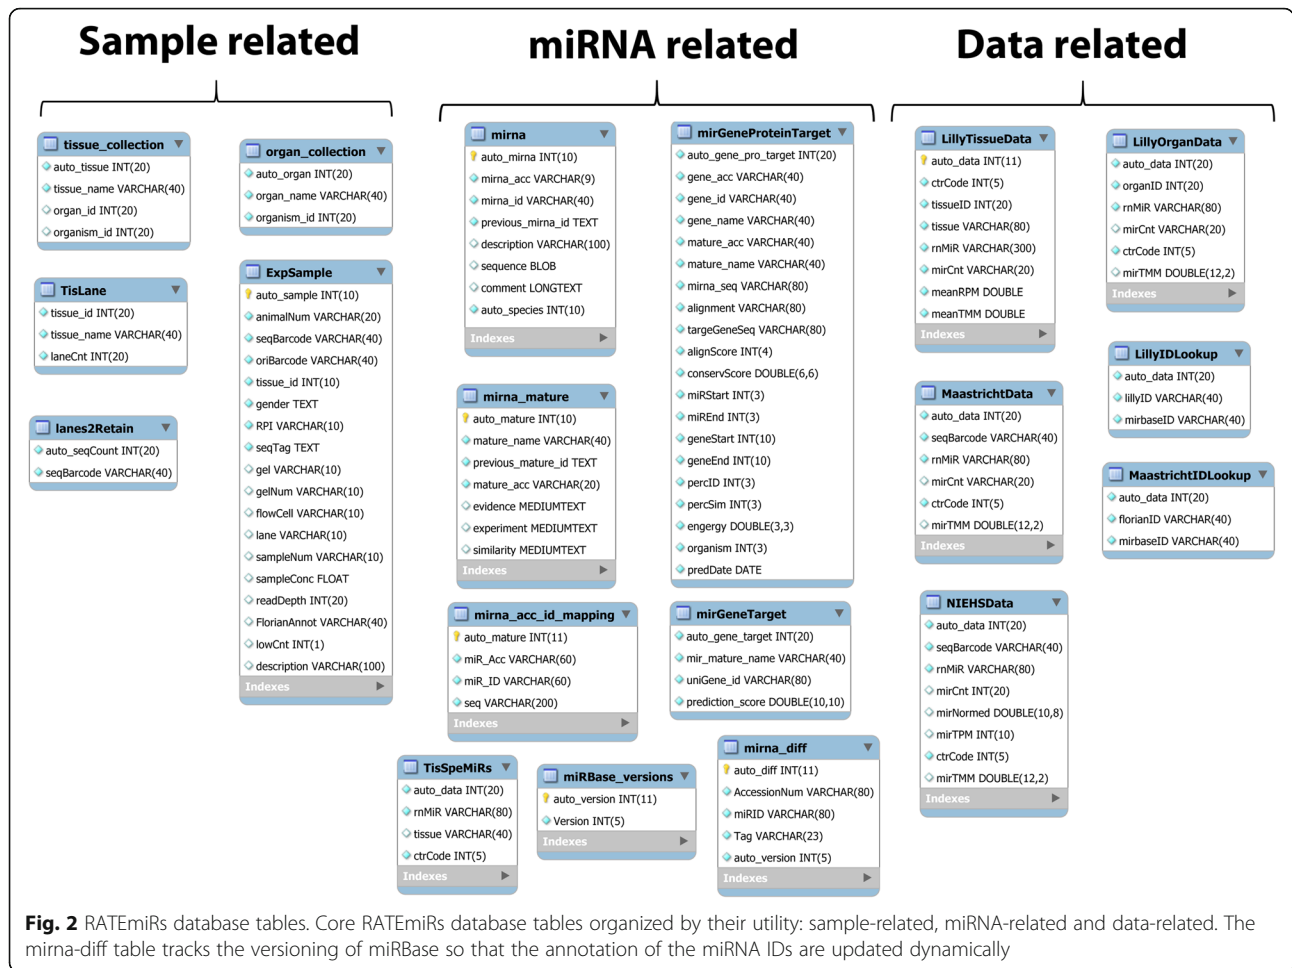 Sample related
miRNA related
Data related
tissue_collection
auto_tissue INT(20)
tissue_name VARCHAR(40)
organ_id INT(20)
organism_id INT(20)
organ_collection
auto_organ INT(20)
organ_name VARCHAR(40)
organism_id INT(20)
TisLane
tissue_id INT(20)
tissue_name VARCHAR(40)
laneCnt INT(20)
ExpSample
auto_sample INT(10)
animalNum VARCHAR(20)
seqBarcode VARCHAR(40)
oriBarcode VARCHAR(40)
tissue_id INT(10)
gender TEXT
RPI VARCHAR(10)
seqTag TEXT
gel VARCHAR(10)
gelNum VARCHAR(10)
flowCell VARCHAR(10)
lane VARCHAR(10)
sampleNum VARCHAR(10)
sampleConc FLOAT
readDepth INT(20)
FlorianAnnot VARCHAR(40)
lowCnt INT(1)
description VARCHAR(100)
Indexes
lanes2Retain
auto_seqCount INT(20)
seqBarcode VARCHAR(40)
mirna
auto_mirna INT(10)
mirna_acc VARCHAR(9)
mirna_id VARCHAR(40)
previous_mirna_id TEXT
description VARCHAR(100)
sequence BLOB
comment LONGTEXT
auto_species INT(10)
Indexes
mirna_mature
auto_mature INT(10)
mature_name VARCHAR(40)
previous_mature_id TEXT
mature_acc VARCHAR(20)
evidence MEDIUMTEXT
experiment MEDIUMTEXT
similarity MEDIUMTEXT
Indexes
mirna_acc_id_mapping
auto_mature INT(11)
miR_Acc VARCHAR(60)
miR_ID VARCHAR(60)
seq VARCHAR(200)
Indexes
mirGeneProteinTarget
auto_gene_pro_target INT(20)
gene_acc VARCHAR(40)
gene_id VARCHAR(40)
gene_name VARCHAR(40)
mature_acc VARCHAR(40)
mature_name VARCHAR(40)
mirna_seq VARCHAR(80)
alignment VARCHAR(80)
targeGeneSeq VARCHAR(80)
alignScore INT(4)
conservScore DOUBLE(6,6)
miRStart INT(3)
miREnd INT(3)
geneStart INT(10)
geneEnd INT(10)
percID INT(3)
percSim INT(3)
engergy DOUBLE(3,3)
organism INT(3)
predDate DATE
mirGeneTarget
auto_gene_target INT(20)
mir_mature_name VARCHAR(40)
uniGene_id VARCHAR(80)
prediction_score DOUBLE(10,10)
TisSpeMiRs
auto_data INT(20)
rnMiR VARCHAR(80)
tissue VARCHAR(40)
ctrCode INT(5)
Indexes
miRBase_versions
auto_version INT(11)
Version INT(5)
Indexes
mirna_diff
auto_diff INT(11)
AccessionNum VARCHAR(80)
miRID VARCHAR(80)
Tag VARCHAR(23)
auto_version INT(5)
Indexes
LillyTissueData
auto_data INT(11)
ctrCode INT(5)
tissueID INT(20)
tissue VARCHAR(80)
rnMiR VARCHAR(300)
mirCnt VARCHAR(20)
meanRPM DOUBLE
meanTMM DOUBLE
Indexes
LillyOrganData
auto_data INT(20)
organID INT(20)
rnMiR VARCHAR(80)
mirCnt VARCHAR(20)
ctrCode INT(5)
mirTMM DOUBLE(12,2)
Indexes
LillyIDLookup
auto_data INT(20)
lillyID VARCHAR(40)
mirbaseID VARCHAR(40)
MaastrichtData
auto_data INT(20)
seqBarcode VARCHAR(40)
rnMiR VARCHAR(80)
mirCnt VARCHAR(20)
ctrCode INT(5)
mirTMM DOUBLE(12,2)
Indexes
MaastrichtIDLookup
auto_data INT(20)
florianID VARCHAR(40)
mirbaseID VARCHAR(40)
NIEHSData
auto_data INT(20)
seqBarcode VARCHAR(40)
rnMiR VARCHAR(80)
mirCnt INT(20)
mirNormed DOUBLE(10,8)
mirTPM INT(10)
ctrCode INT(5)
mirTMM DOUBLE(12,2)
Indexes
Fig. 2 RATEmiRs database tables. Core RATEmiRs database tables organized by their utility: sample-related, miRNA-related and data-related. The
mirna-diff table tracks the versioning of miRBase so that the annotation of the miRNA IDs are updated dynamically